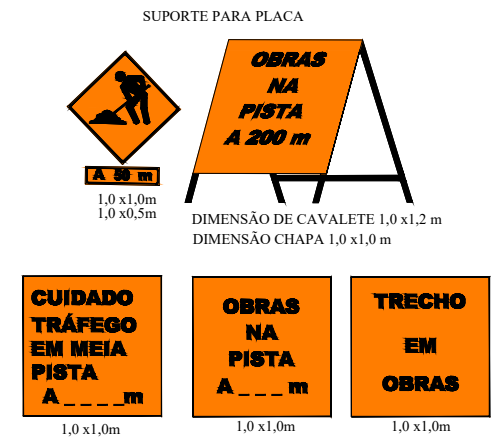 SUPORTE PARA PLACA
OBRAS
NA
PISTA
A 200 m
A 50 m
1,0 x1,0m
1,0 x0,5m
DIMENSÃO DE CAVALETE 1,0 x1,2 m
DIMENSÃO CHAPA 1,0 x1,0 m
CUIDADO
TRÁFEGO
EM MEIA
PISTA
A _ _ _ _m
1,0 x1,0m
OBRAS
NA
PISTA
A _ _ _ m
1,0 x1,0m
TRECHO
EM
OBRAS
1,0 x1,0m